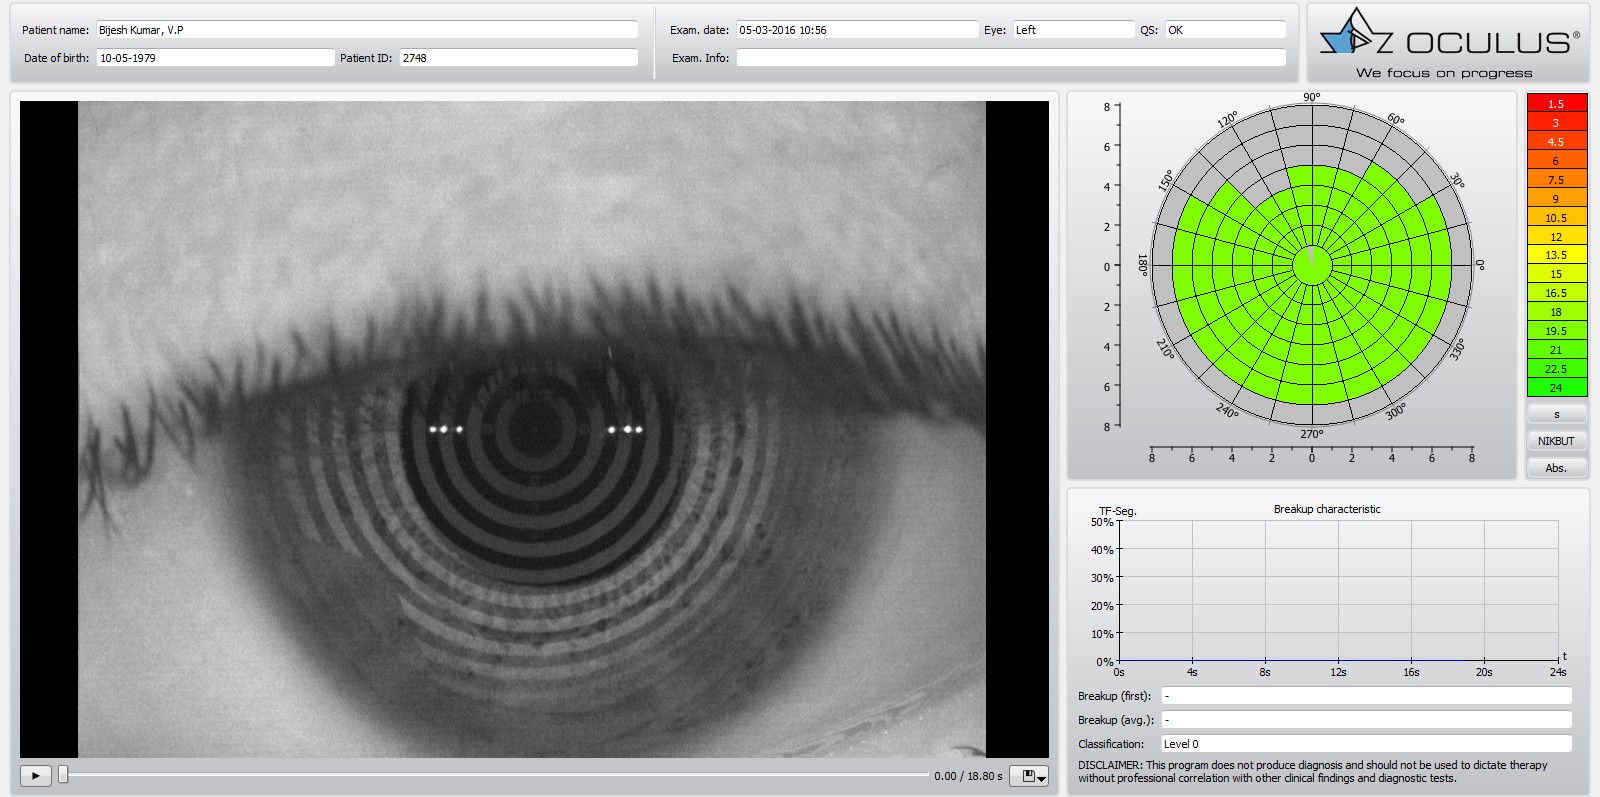 Patient name: Bijesh Kumar, V.P
Date of birth: 10-05-1979 Patient ID: 2748
Exam. date: 05-03-2016 10:56 Eye: Left QS: OK
Exam. Info:
OCULUS®
We focus on progress
90°
120° 60°
150° 30°
180° 0°
210° 330°
240° 300°
270°
8
6
4
2
0
2
4
6
8
8 6 4 2 0 2 4 6 8
1.5
3
4.5
6
7.5
9
10.5
12
13.5
15
16.5
18
19.5
21
22.5
24
s
NIKBUT
Abs.
TF-Seg. Breakup characteristic
50%
40%
30%
20%
10%
0%
t
0s 4s 8s 12s 16s 20s 24s
Breakup (first): -
Breakup (avg.): -
Classification: Level 0
DISCLAIMER: This program does not produce diagnosis and should not be used to dictate therapy
without professional correlation with other clinical findings and diagnostic tests.
0.00 / 18.80 s